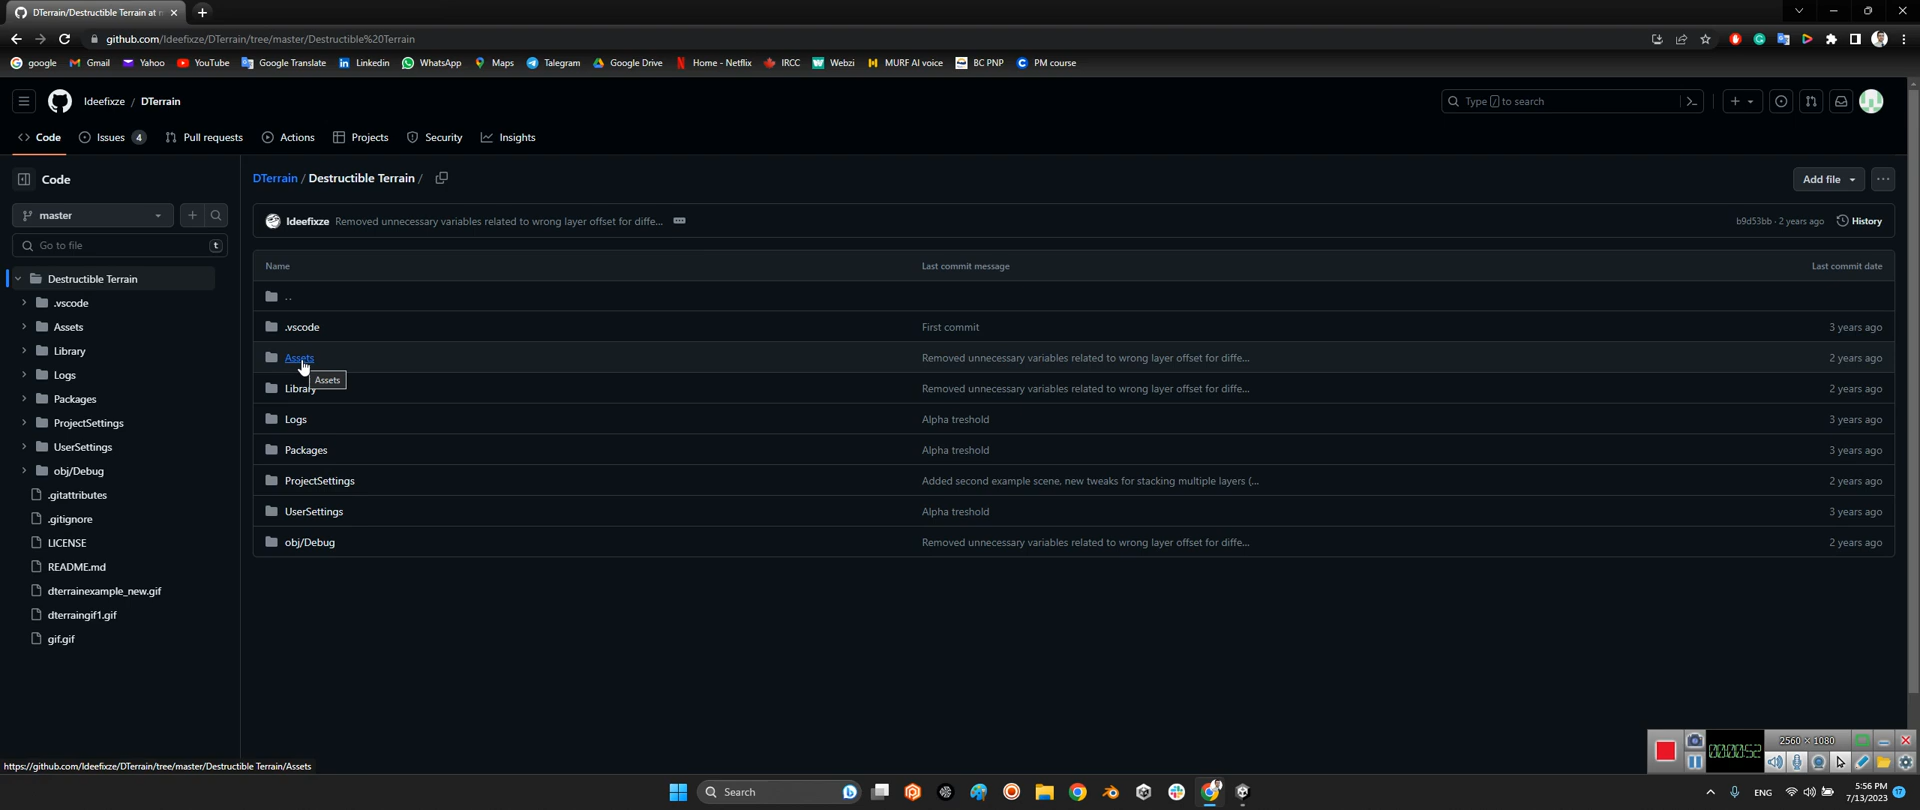 DTerrain/Destructible Terrain at r
github.com/Ideefixze/DTerrain/tree/master/Destructible%20Terrain
google Gmail Yahoo YouTube Google Translate Linkedin WhatsApp Maps Talegram Google Drive Home - Netflix IRCC Webzi MURF AI voice BC PNP PM course
Ideefixze / DTerrain
Type / to search
Code Issues 4 Pull requests Actions Projects Security Insights
Code
master
Go to file t
Destructible Terrain
.vscode
Assets
Library
Logs
Packages
ProjectSettings
UserSettings
obj/Debug
.gitattributes
.gitignore
LICENSE
README.md
dterrainexample_new.gif
dterraingif1.gif
gif.gif
DTerrain / Destructible Terrain /
Add file
Ideefixze Removed unnecessary variables related to wrong layer offset for diffe... b9d53bb · 2 years ago History
Name Last commit message Last commit date
..
.vscode First commit 3 years ago
Assets Removed unnecessary variables related to wrong layer offset for diffe... 2 years ago
Assets
Library Removed unnecessary variables related to wrong layer offset for diffe... 2 years ago
Logs Alpha treshold 3 years ago
Packages Alpha treshold 3 years ago
ProjectSettings Added second example scene, new tweaks for stacking multiple layers (... 2 years ago
UserSettings Alpha treshold 3 years ago
obj/Debug Removed unnecessary variables related to wrong layer offset for diffe... 2 years ago
https://github.com/Ideefixze/DTerrain/tree/master/Destructible Terrain/Assets
00:00:52
2560 × 1080
Search
ENG
5:56 PM
7/13/2023